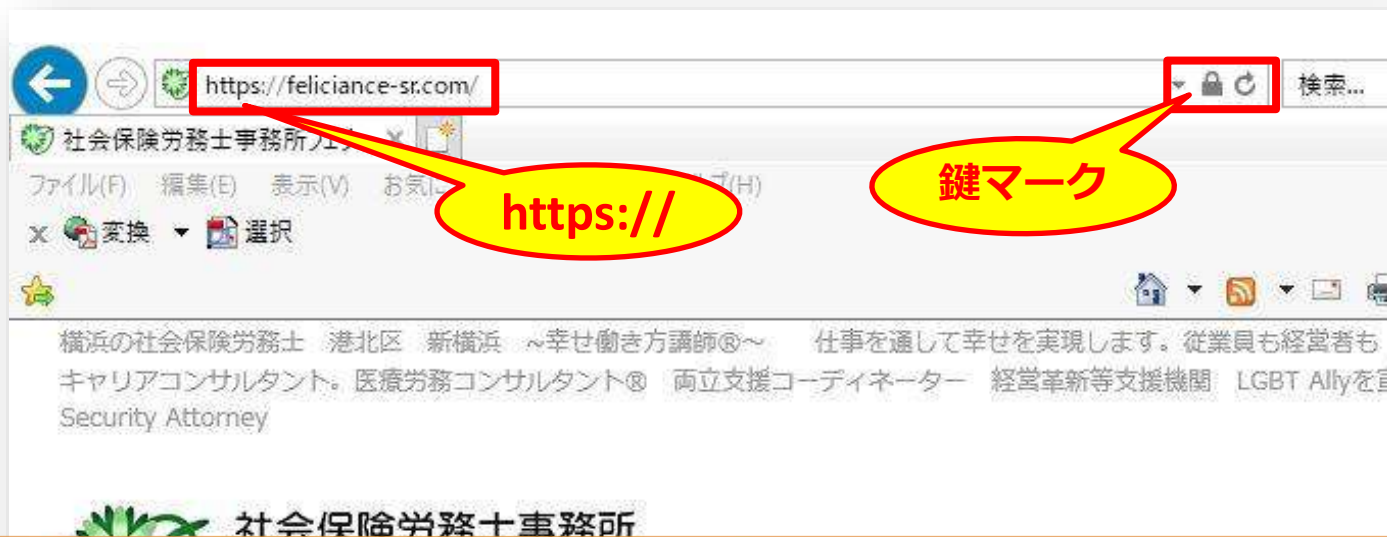 https://feliciance-sr.com/
検索...
社会保険労務士事務所フェ
ファイル(F) 編集(E) 表示(V) お気に (H)
https://
鍵マーク
x 変換 選択
横浜の社会保険労務士 港北区 新横浜 ~幸せ働き方講師®~ 仕事を通して幸せを実現します。従業員も経営者も
キャリアコンサルタント。医療労務コンサルタント® 両立支援コーディネーター 経営革新等支援機関 LGBT Allyを
Security Attorney
社会保険労務士事務所